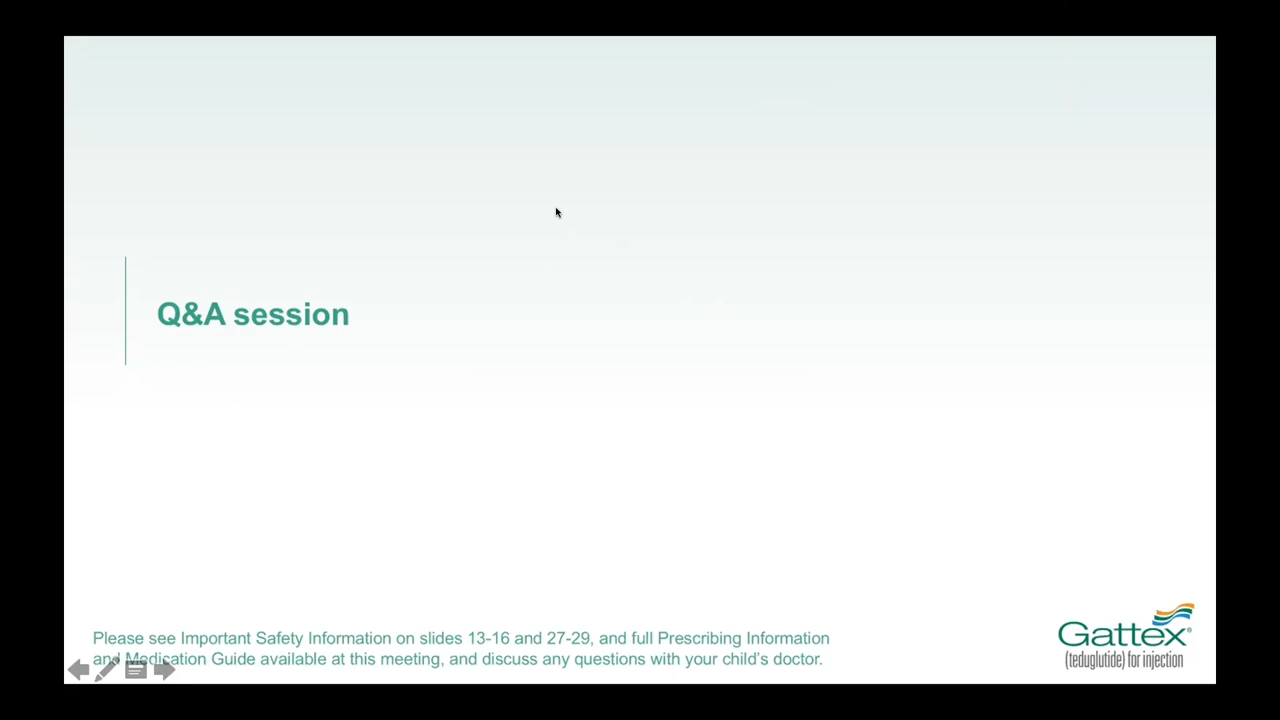 Q&A session
Please see Important Safety Information on slides 13-16 and 27-29, and full Prescribing Information
and Medication Guide available at this meeting, and discuss any questions with your child's doctor.
Gattex®
(teduglutide) for injection